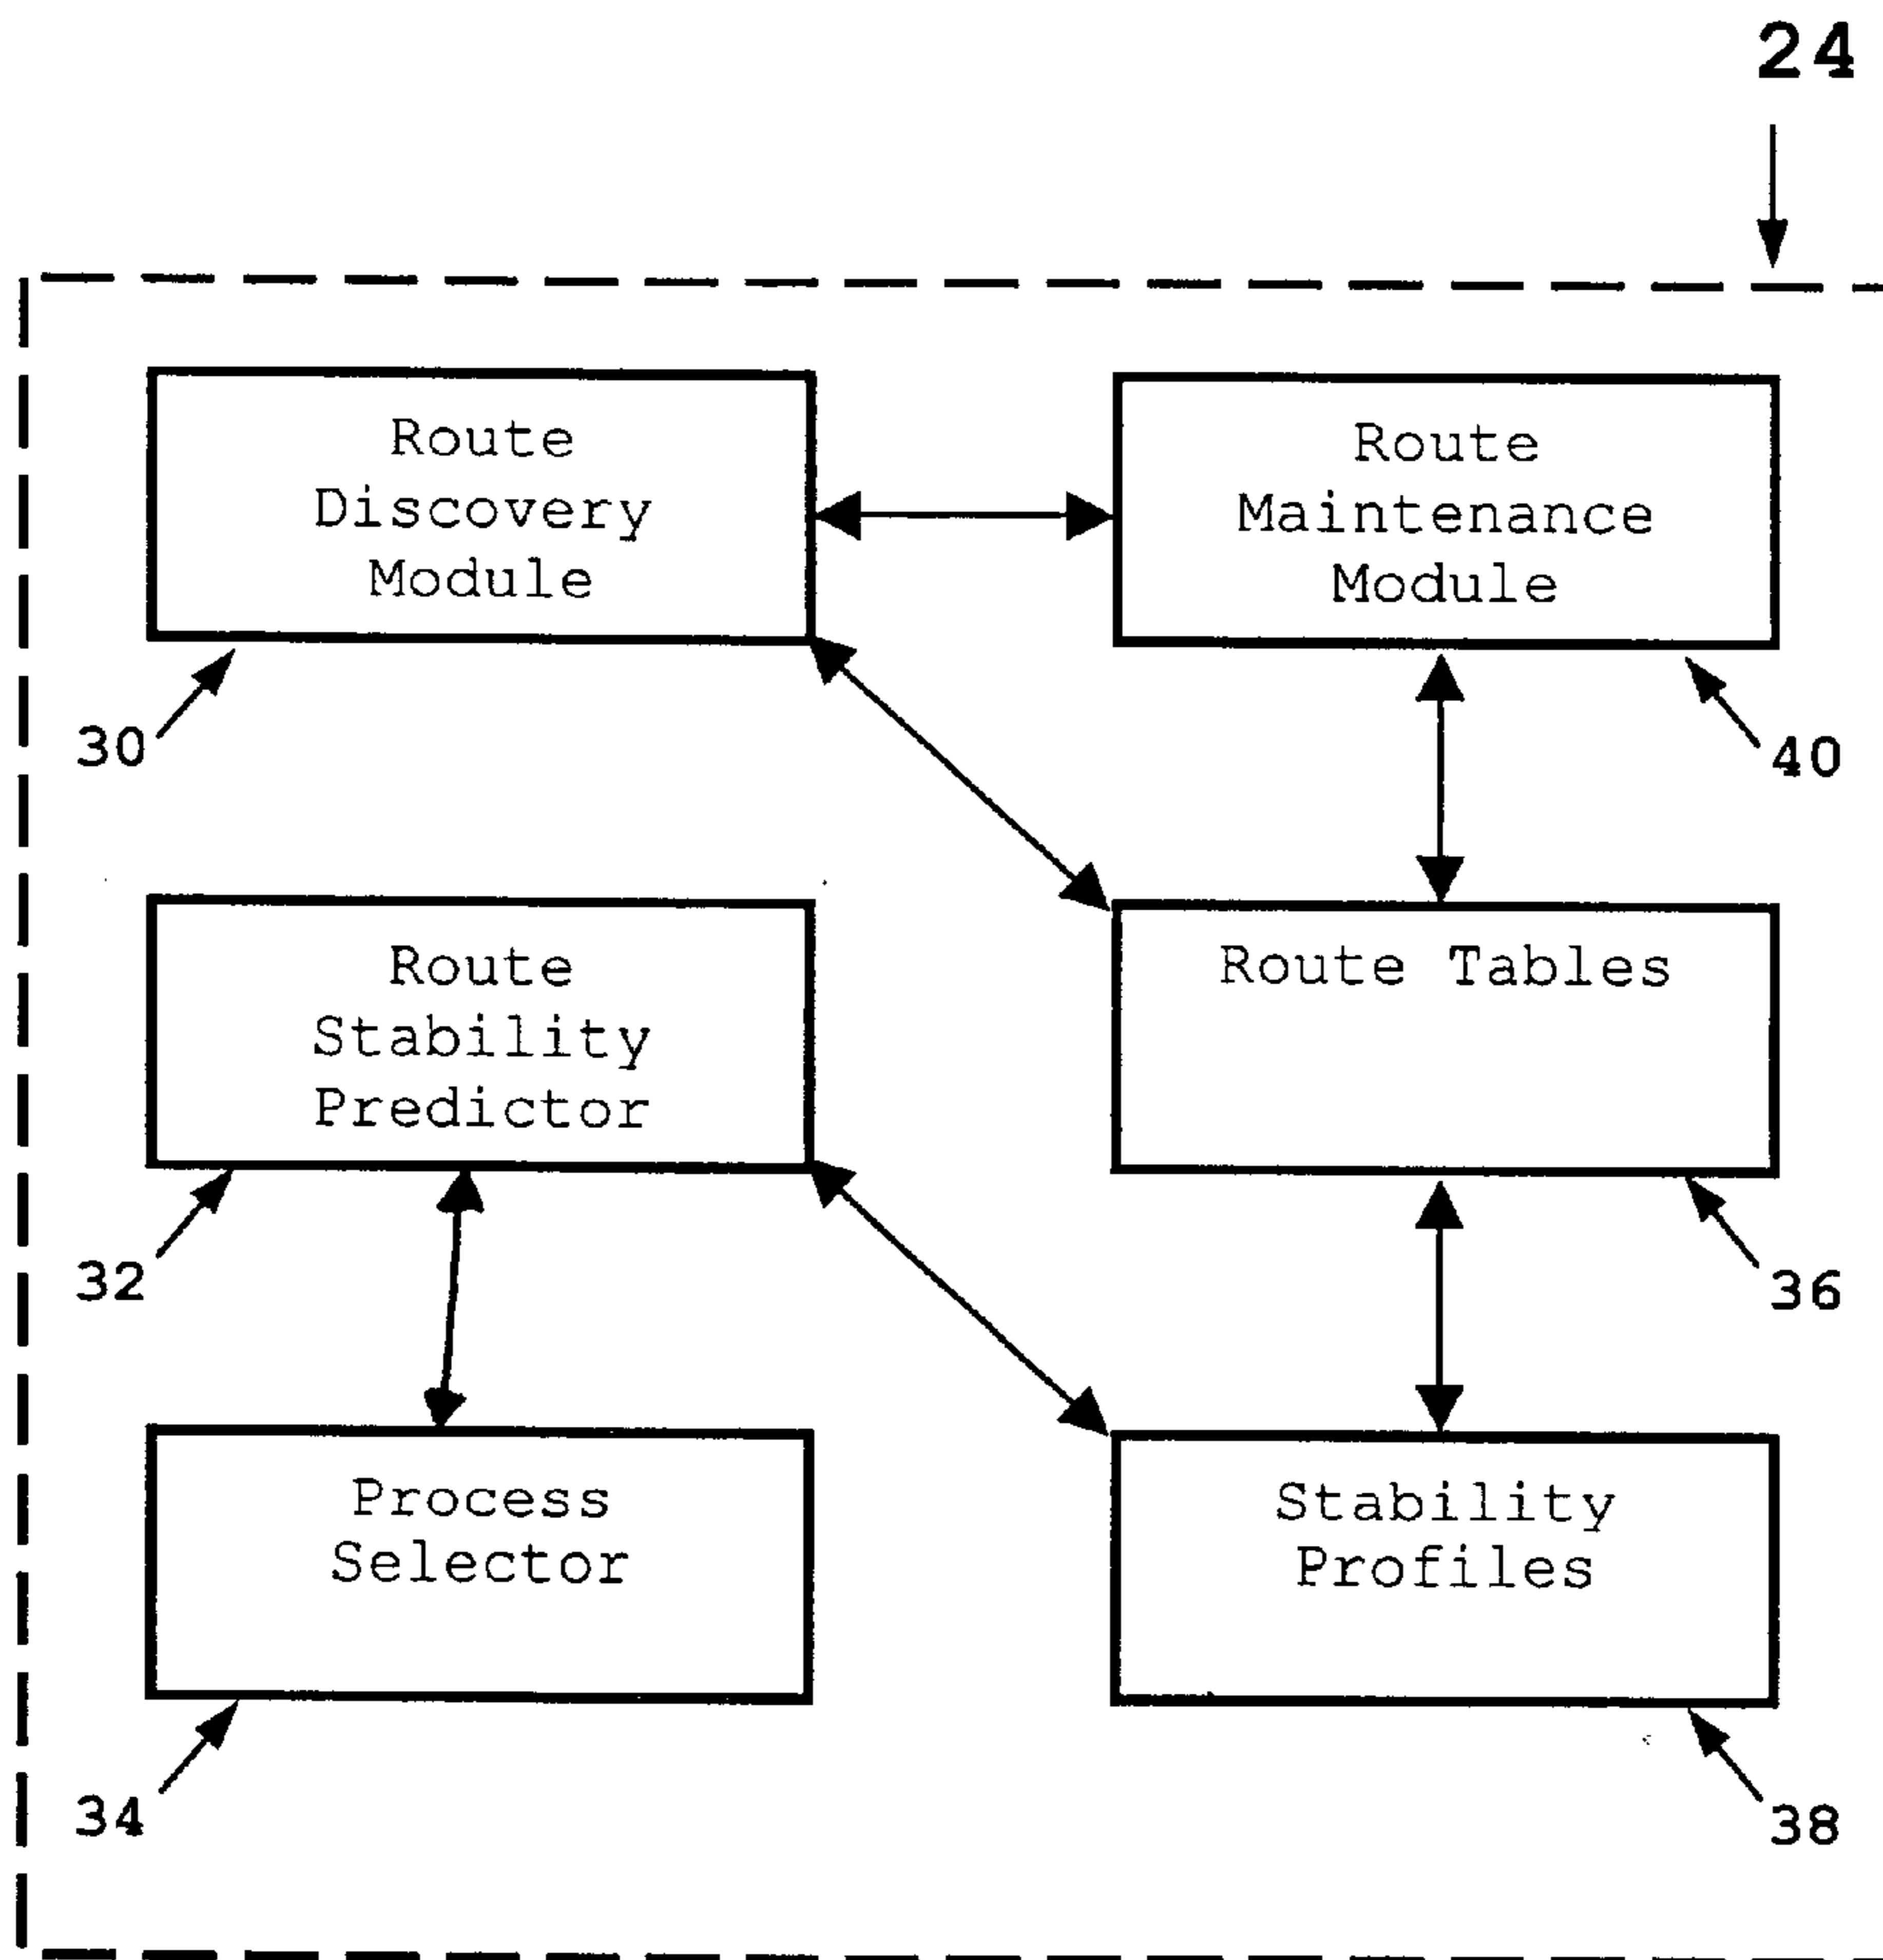 24
Route
Discovery
Module
Route
Maintenance
Module
30
40
Route
Stability
Predictor
Route Tables
32
36
Process
Selector
Stability
Profiles
34
38